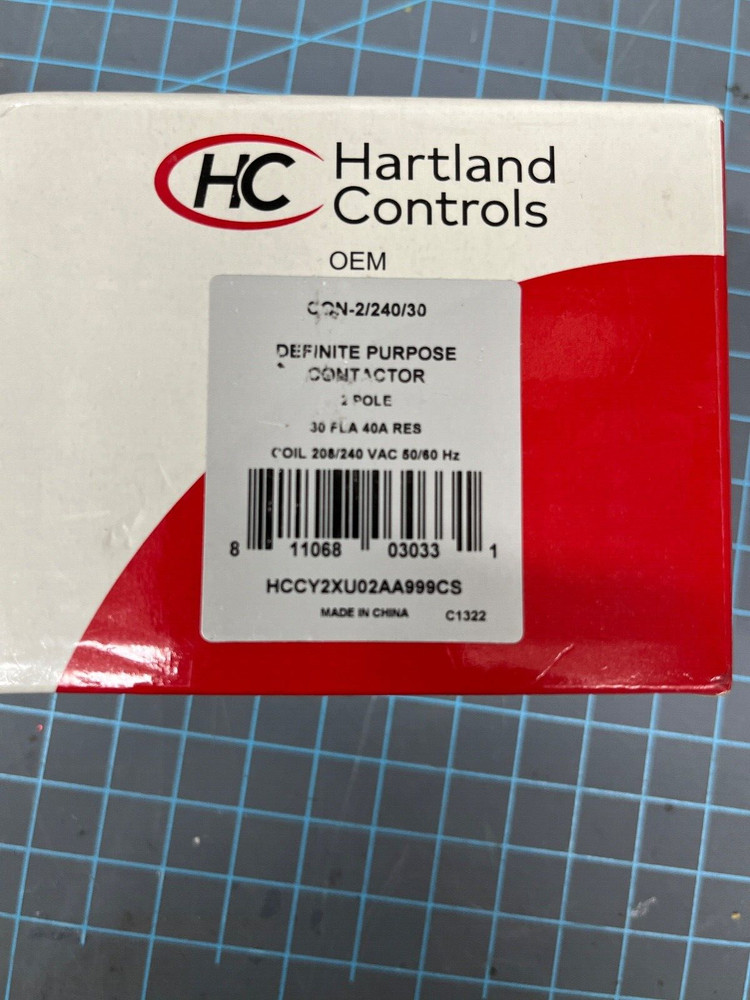 HC Hartland
Controls
OEM
CON-2/240/30
DEFINITE PURPOSE
CONTACTOR
2 POLE
30 FLA 40A RES
COIL 208/240 VAC 50/60 Hz
8 11068 03033 1
HCCY2XU02AA999CS
MADE IN CHINA C1322